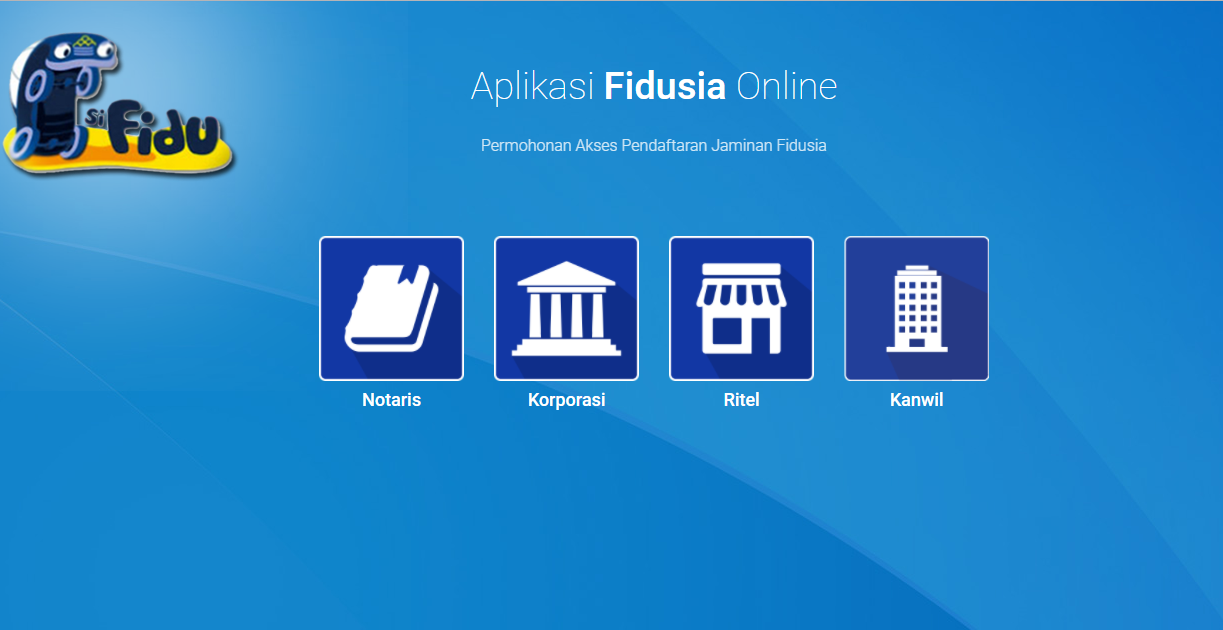 si Fidu
Aplikasi Fidusia Online
Permohonan Akses Pendaftaran Jaminan Fidusia
Notaris
Korporasi
Ritel
Kanwil